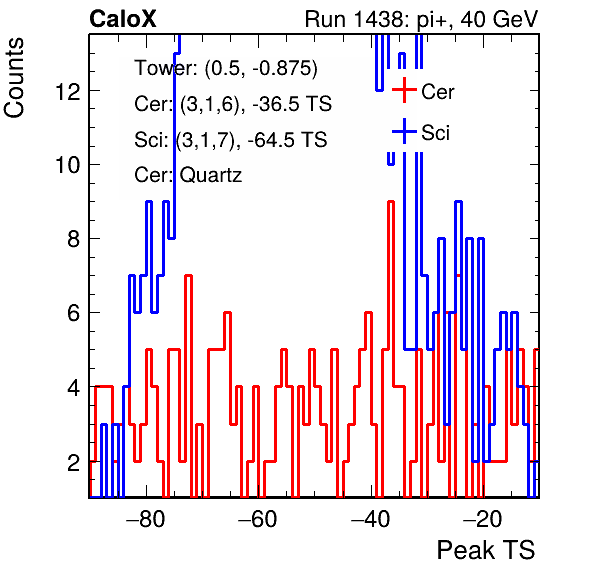 CaloX Run 1438: pi+, 40 GeV
Counts
Tower: (0.5, -0.875)
Cer: (3,1,6), -36.5 TS
Sci: (3,1,7), -64.5 TS
Cer: Quartz
Cer
Sci
12
10
8
6
4
2
−80 −60 −40 −20
Peak TS